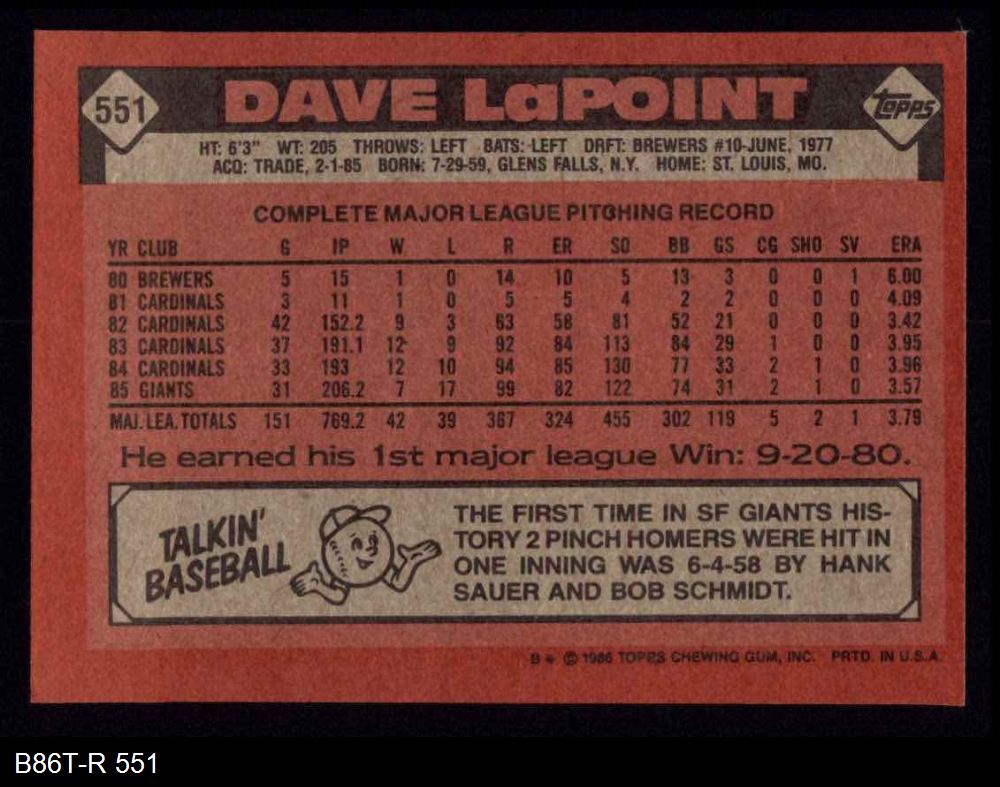 551 DAVE LaPOINT Topps
HT: 6'3" WT: 205 THROWS: LEFT BATS: LEFT DRFT: BREWERS #10-JUNE, 1977
ACQ: TRADE, 2-1-85 BORN: 7-29-59, GLENS FALLS, N.Y. HOME: ST. LOUIS, MO.
COMPLETE MAJOR LEAGUE PITCHING RECORD
YR CLUB G IP W L R ER SO BB GS CG SHO SV ERA
80 BREWERS 5 15 1 0 14 10 5 13 3 0 0 1 6.00
81 CARDINALS 3 11 1 0 5 5 4 2 2 0 0 0 4.09
82 CARDINALS 42 152.2 9 3 63 58 81 52 21 0 0 0 3.42
83 CARDINALS 37 191.1 12 9 92 84 113 84 29 1 0 0 3.95
84 CARDINALS 33 193 12 10 94 85 130 77 33 2 1 0 3.96
85 GIANTS 31 206.2 7 17 99 82 122 74 31 2 1 0 3.57
MAJ. LEA. TOTALS 151 769.2 42 39 367 324 455 302 119 5 2 1 3.79
He earned his 1st major league Win: 9-20-80.
TALKIN'
BASEBALL
THE FIRST TIME IN SF GIANTS HIS-
TORY 2 PINCH HOMERS WERE HIT IN
ONE INNING WAS 6-4-58 BY HANK
SAUER AND BOB SCHMIDT.
B* © 1986 TOPPS CHEWING GUM, INC. PRTD. IN U.S.A.
B86T-R 551